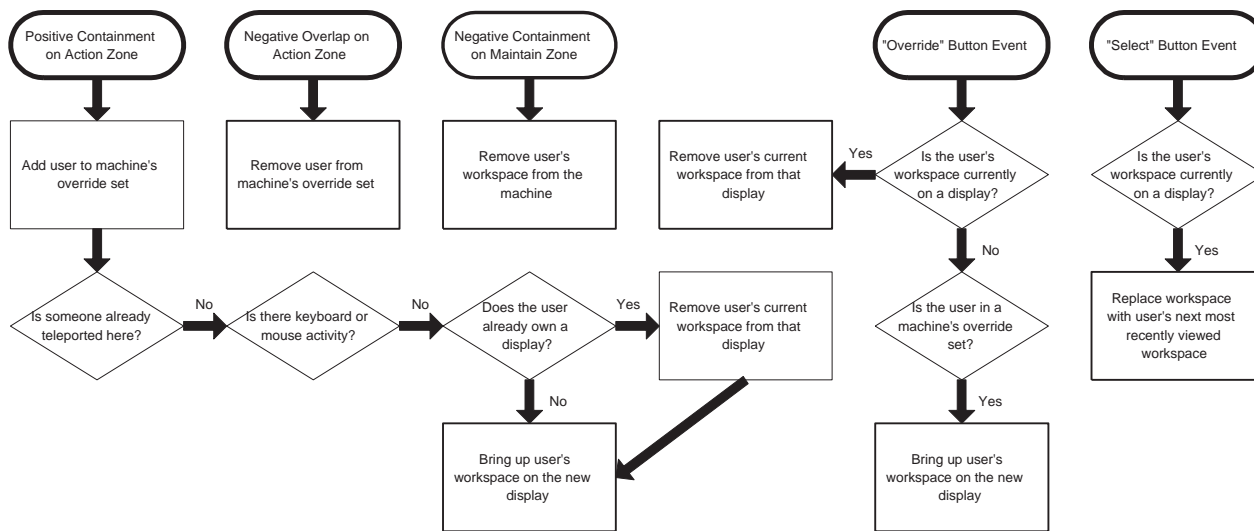 Positive Containment
on Action Zone
Negative Overlap on
Action Zone
Negative Containment
on Maintain Zone
"Override" Button Event
"Select" Button Event
Add user to machine's
override set
Remove user from
machine's override set
Remove user's
workspace from the
machine
Remove user's current
workspace from that
display
Yes
Is the user's
workspace currently
on a display?
Is the user's
workspace currently
on a display?
No
Yes
Is someone already
teleported here?
No
Is there keyboard or
mouse activity?
No
Does the user
already own a
display?
Yes
Remove user's current
workspace from that
display
Is the user in a
machine's override
set?
Replace workspace
with user's next most
recently viewed
workspace
No
Yes
Bring up user's
workspace on the new
display
Bring up user's
workspace on the new
display